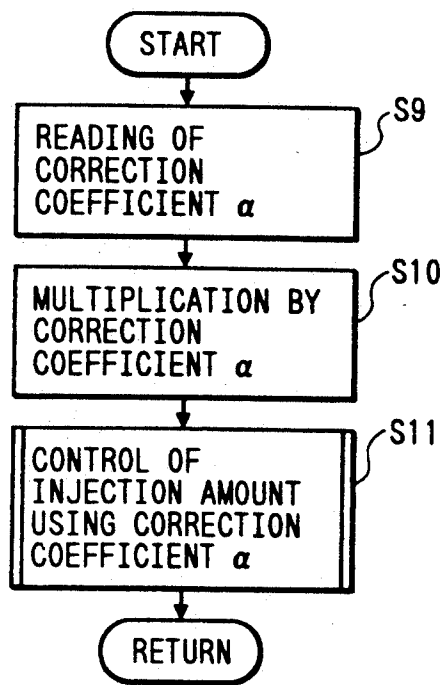 START
S9
READING OF
CORRECTION
COEFFICIENT α
S10
MULTIPLICATION BY
CORRECTION
COEFFICIENT α
S11
CONTROL OF
INJECTION AMOUNT
USING CORRECTION
COEFFICIENT α
RETURN